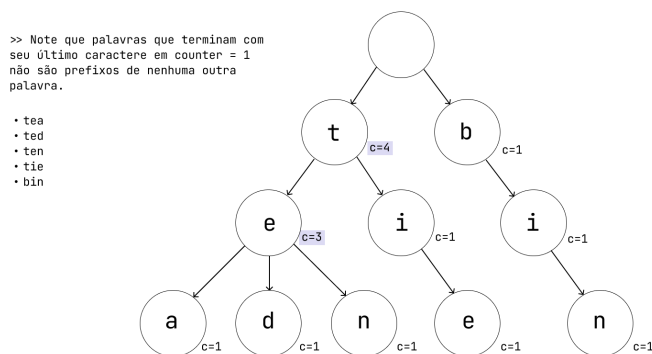 >> Note que palavras que terminam com
seu último caractere em counter = 1
não são prefixos de nenhuma outra
palavra.
• tea
• ted
• ten
• tie
• bin
t
c=4
b
c=1
e
c=3
i
c=1
i
c=1
a
c=1
d
c=1
n
c=1
e
c=1
n
c=1